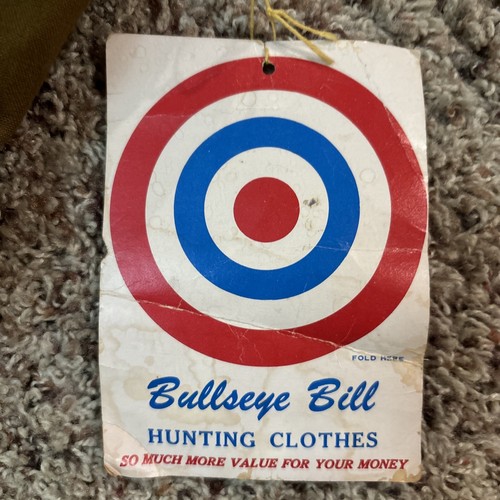 FOLD HERE
Bullseye Bill
HUNTING CLOTHES
SO MUCH MORE VALUE FOR YOUR MONEY